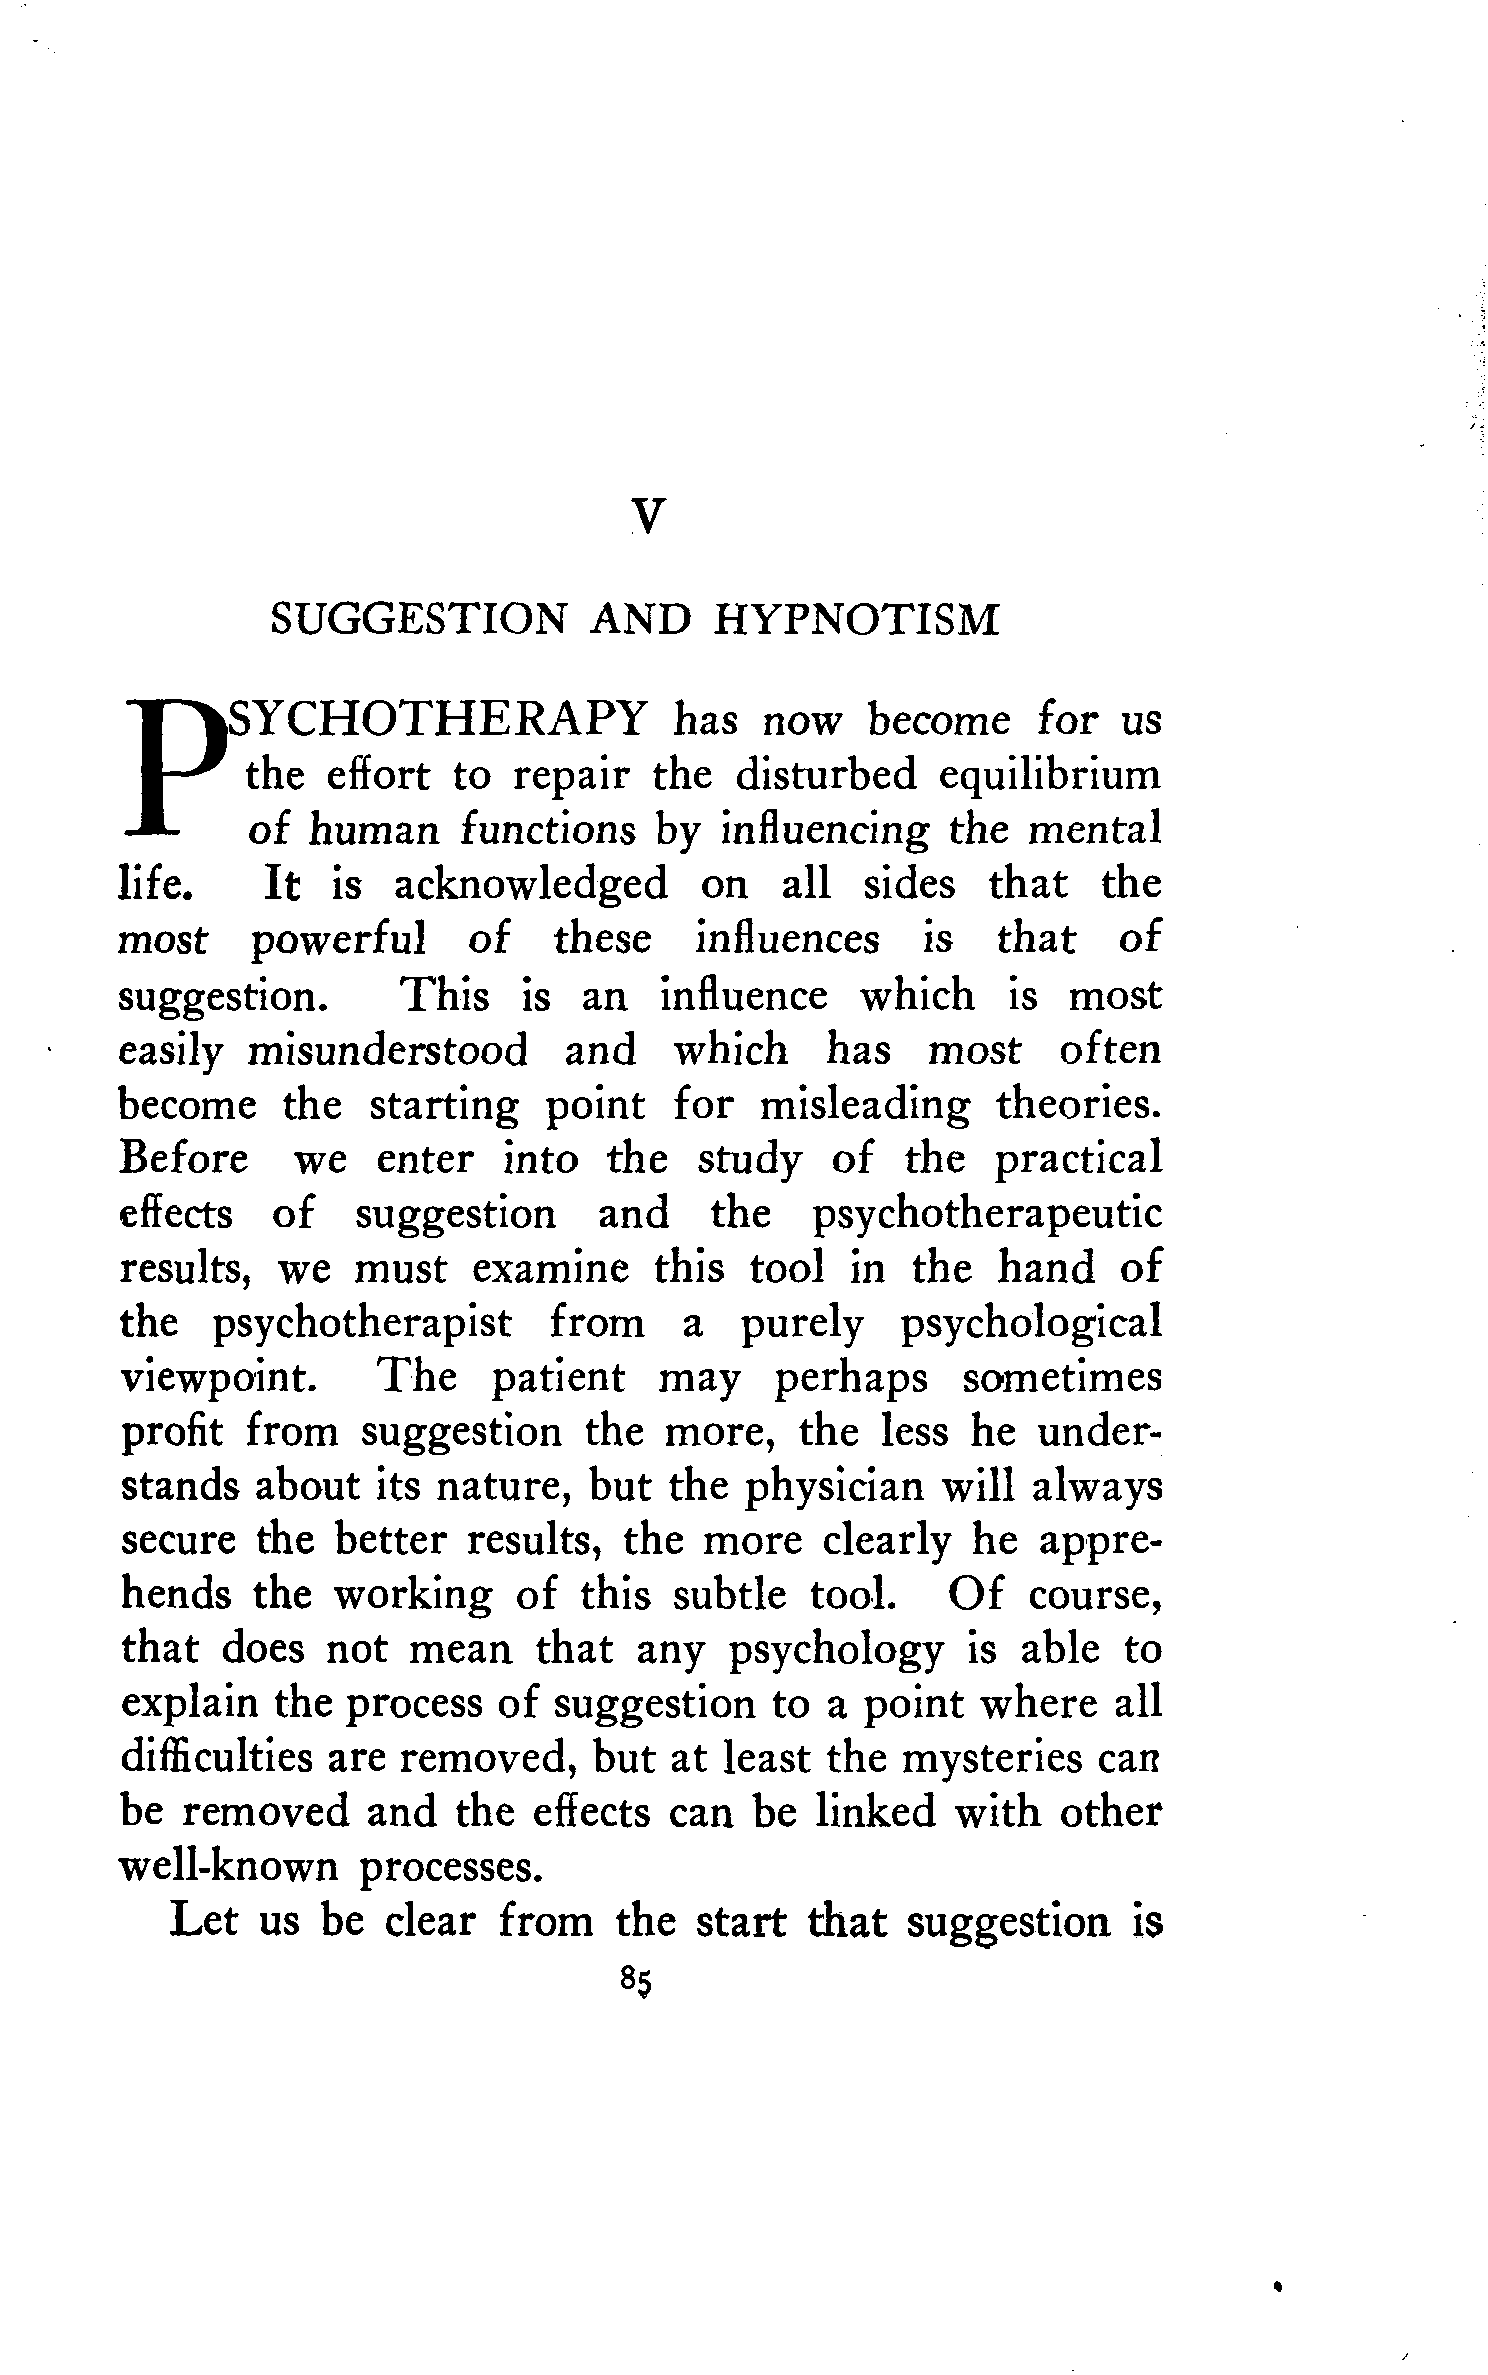 V
SUGGESTION AND HYPNOTISM
PSYCHOTHERAPY has now become for us
the effort to repair the disturbed equilibrium
of human functions by influencing the mental
life. It is acknowledged on all sides that the
most powerful of these influences is that of
suggestion. This is an influence which is most
easily misunderstood and which has most often
become the starting point for misleading theories.
Before we enter into the study of the practical
effects of suggestion and the psychotherapeutic
results, we must examine this tool in the hand of
the psychotherapist from a purely psychological
viewpoint. The patient may perhaps sometimes
profit from suggestion the more, the less he under-
stands about its nature, but the physician will always
secure the better results, the more clearly he appre-
hends the working of this subtle tool. Of course,
that does not mean that any psychology is able to
explain the process of suggestion to a point where all
difficulties are removed, but at least the mysteries can
be removed and the effects can be linked with other
well-known processes.
Let us be clear from the start that suggestion is
85